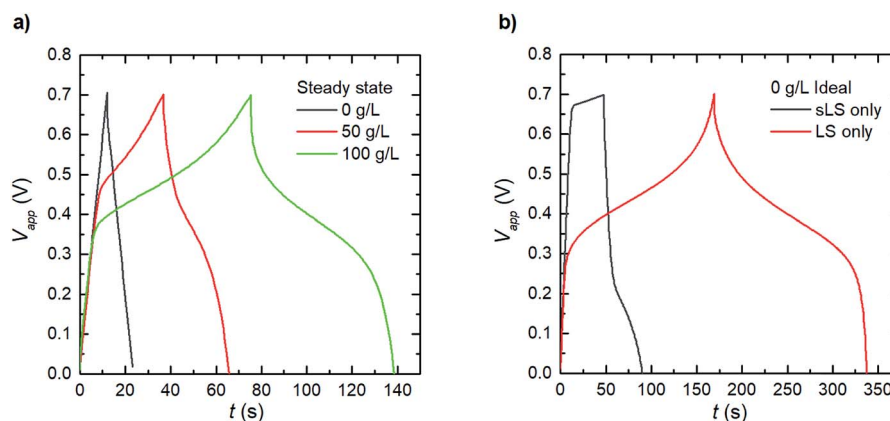 a)
0.8
0.7
0.6
0.5
0.4
0.3
0.2
0.1
0.0
V_app (V)
Steady state
0 g/L
50 g/L
100 g/L
0 20 40 60 80 100 120 140
t (s)
b)
0.8
0.7
0.6
0.5
0.4
0.3
0.2
0.1
0.0
V_app (V)
0 g/L Ideal
sLS only
LS only
0 50 100 150 200 250 300 350
t (s)